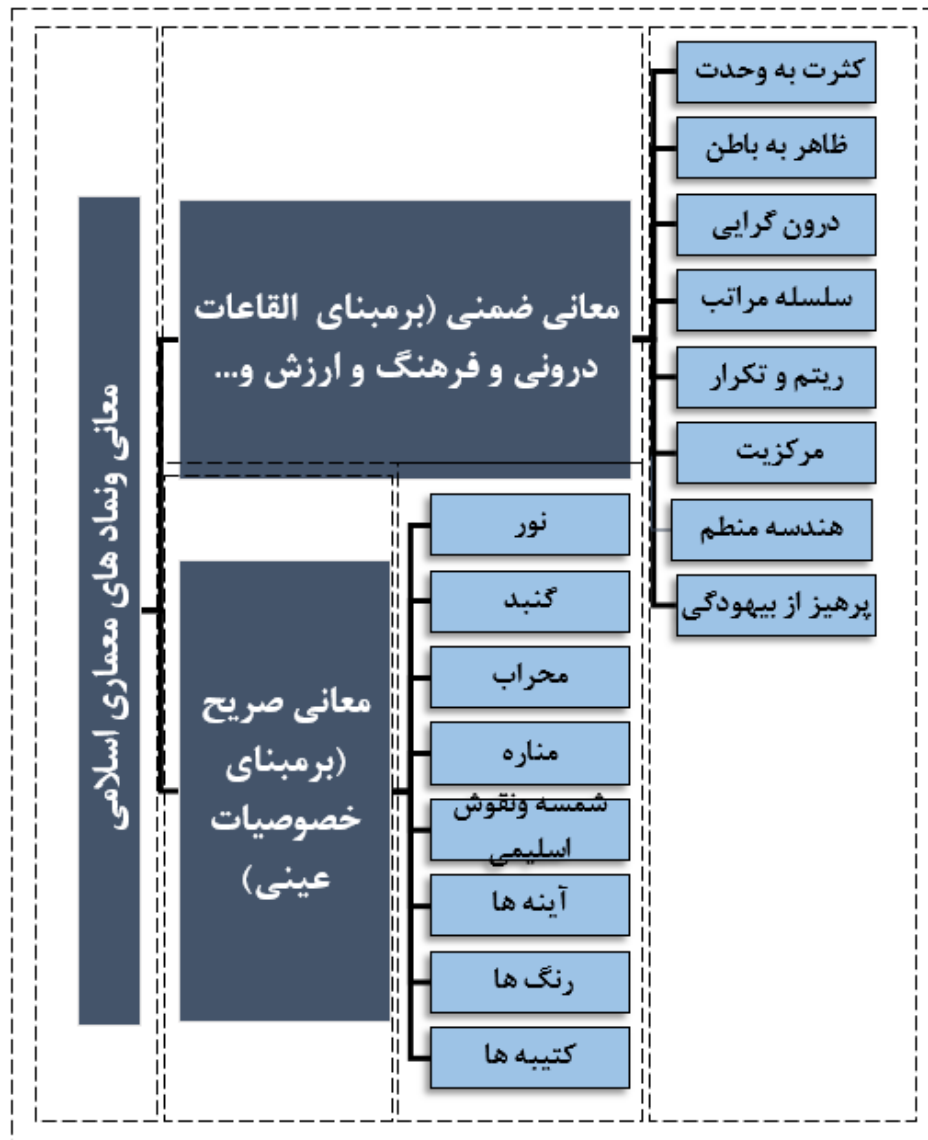 معانی ونماد های معماری اسلامی
معانی ضمنی (برمبنای القاعات
درونی و فرهنگ و ارزش و...
کثرت به وحدت
ظاهر به باطن
درون گرایی
سلسله مراتب
ریتم و تکرار
مرکزیت
هندسه منطم
پرهیز از بیهودگی
معانی صریح
(برمبنای
خصوصیات
عینی)
نور
گنبد
محراب
مناره
شمسه ونقوش
اسلیمی
آینه ها
رنگ ها
کتیبه ها